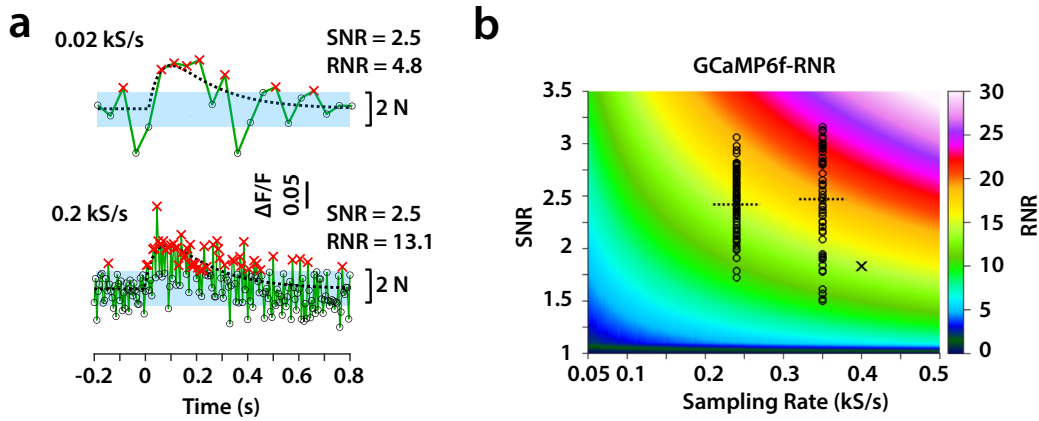 a
0.02 kS/s
SNR = 2.5
RNR = 4.8
2 N
ΔF/F
0.05
0.2 kS/s
SNR = 2.5
RNR = 13.1
2 N
-0.2 0 0.2 0.4 0.6 0.8
Time (s)
b
GCaMP6f-RNR
SNR
3.5
3
2.5
2
1.5
1
0.05 0.1 0.2 0.3 0.4 0.5
Sampling Rate (kS/s)
30
25
20
15
10
5
0
RNR